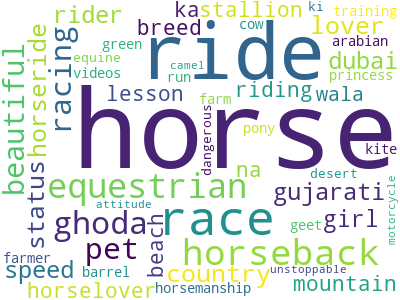 ka stallion ki training
rider breed cow lover arabian
green
equine
videos
camel
run
ride
dubai
princess
racing
horseride
beautiful
lesson
riding wala
farm
pony
dangerous
horse
kite
status
equestrian
na
desert
gujarati
ghoda race geet girl
motorcycle
attitude
pet
beach
horseback
farmer
speed barrel
country
unstoppable
mountain
horselover horsemanship